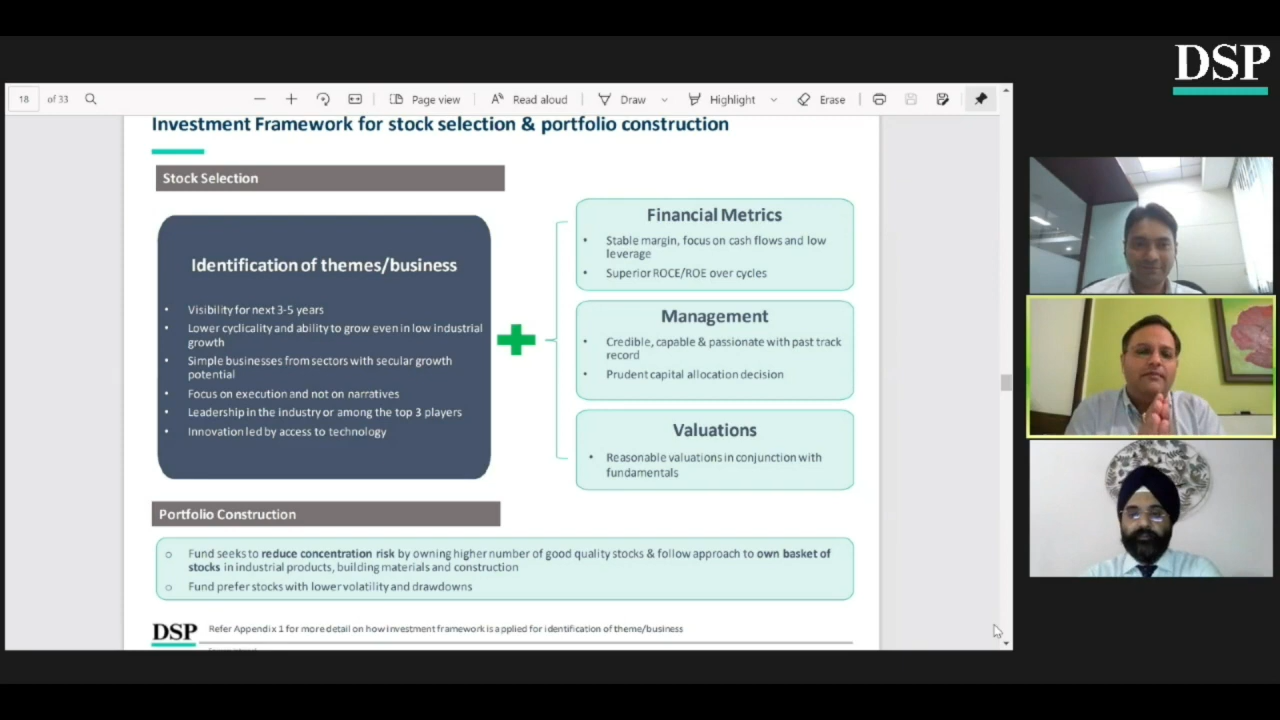 DSP
18 of 33 Page view Read aloud Draw Highlight Erase
Investment Framework for stock selection & portfolio construction
Stock Selection
Identification of themes/business
• Visibility for next 3-5 years
• Lower cyclicality and ability to grow even in low industrial
growth
• Simple businesses from sectors with secular growth
potential
• Focus on execution and not on narratives
• Leadership in the industry or among the top 3 players
• Innovation led by access to technology
Financial Metrics
• Stable margin, focus on cash flows and low
leverage
• Superior ROCE/ROE over cycles
Management
• Credible, capable & passionate with past track
record
• Prudent capital allocation decision
Valuations
• Reasonable valuations in conjunction with
fundamentals
Portfolio Construction
o Fund seeks to reduce concentration risk by owning higher number of good quality stocks & follow approach to own basket of
stocks in industrial products, building materials and construction
o Fund prefer stocks with lower volatility and drawdowns
DSP Refer Appendix 1 for more detail on how investment framework is applied for identification of theme/business